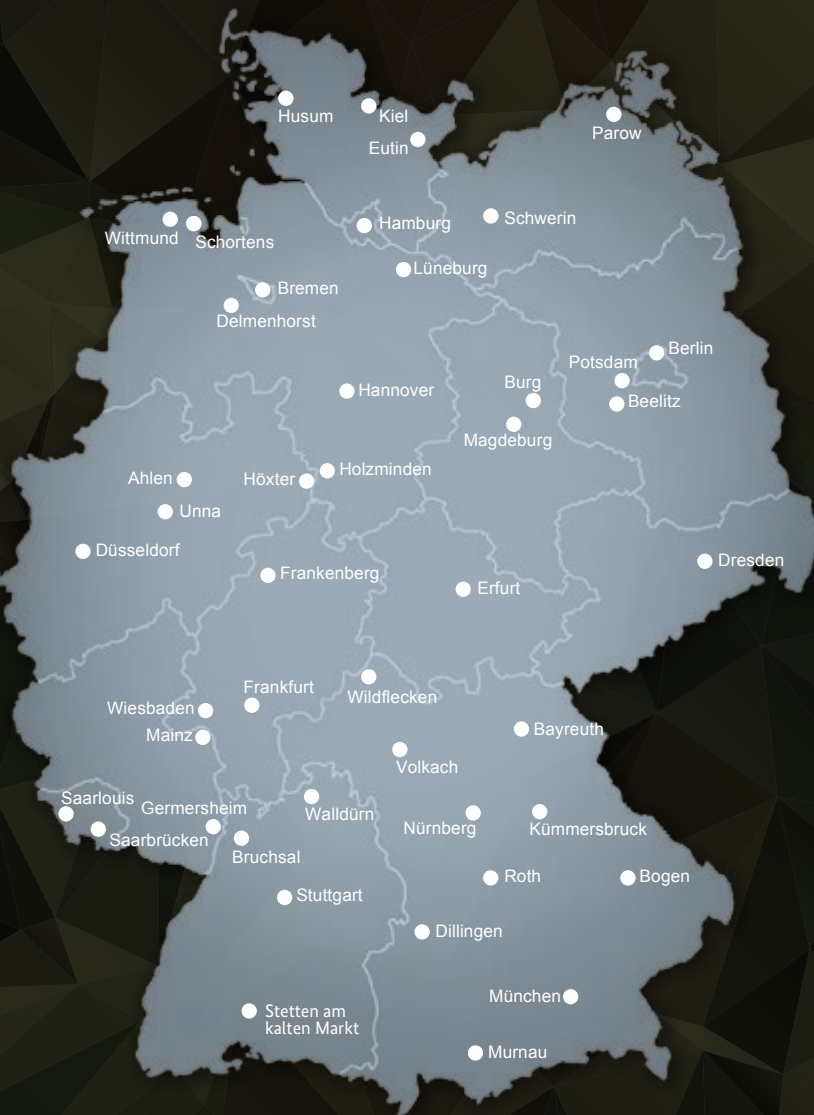 Husum
Kiel
Eutin
Parow
Wittmund
Schortens
Hamburg
Schwerin
Lüneburg
Bremen
Delmenhorst
Berlin
Potsdam
Hannover
Burg
Beelitz
Magdeburg
Ahlen
Höxter
Holzminden
Unna
Düsseldorf
Dresden
Frankenberg
Erfurt
Frankfurt
Wildflecken
Wiesbaden
Bayreuth
Mainz
Volkach
Saarlouis
Germersheim
Walldürn
Nürnberg
Kümmersbruck
Saarbrücken
Bruchsal
Roth
Bogen
Stuttgart
Dillingen
München
Stetten am
kalten Markt
Murnau